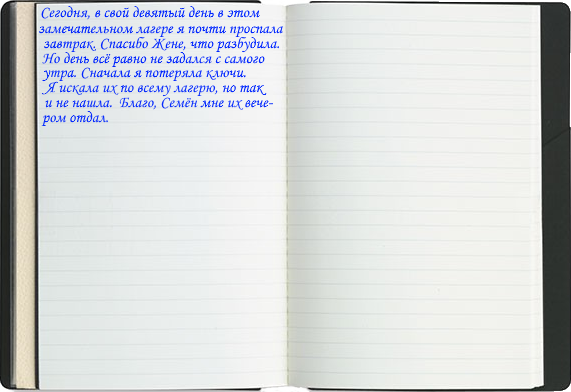 Сегодня, в свой девятый день в этом
замечательном лагере я почти проспала
завтрак. Спасибо Жене, что разбудила.
Но день всё равно не задался с самого
утра. Сначала я потеряла ключи.
Я искала их по всему лагерю, но так
и не нашла. Благо, Семён мне их вече-
ром отдал.